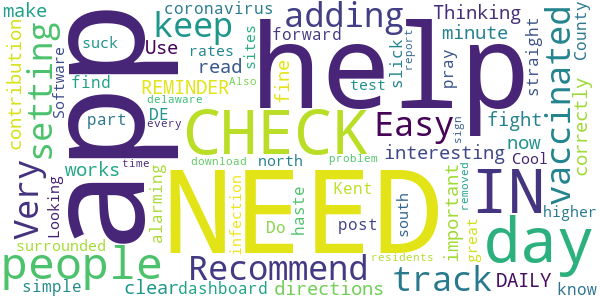 make
coronavirus
adding
Thinking
County
suck
keep
forward
minute
Use
rates
sites
contribution
setting
Software
find
app
REMINDER
read
fine
help
slick
report
pray
straight
vaccinated
Also
delaware
test
part
DE
every
CHECK
Easy
fight
correctly
Very
Looking
works
time
north
interesting
now
sign
Cool
alarming
download
NEED
problem
IN
infection
Do
haste
Kent
post
south
important
great
removed
higher
surrounded
people
Recommend
residents
track
day
DAILY
simple
clear
dashboard
directions
know